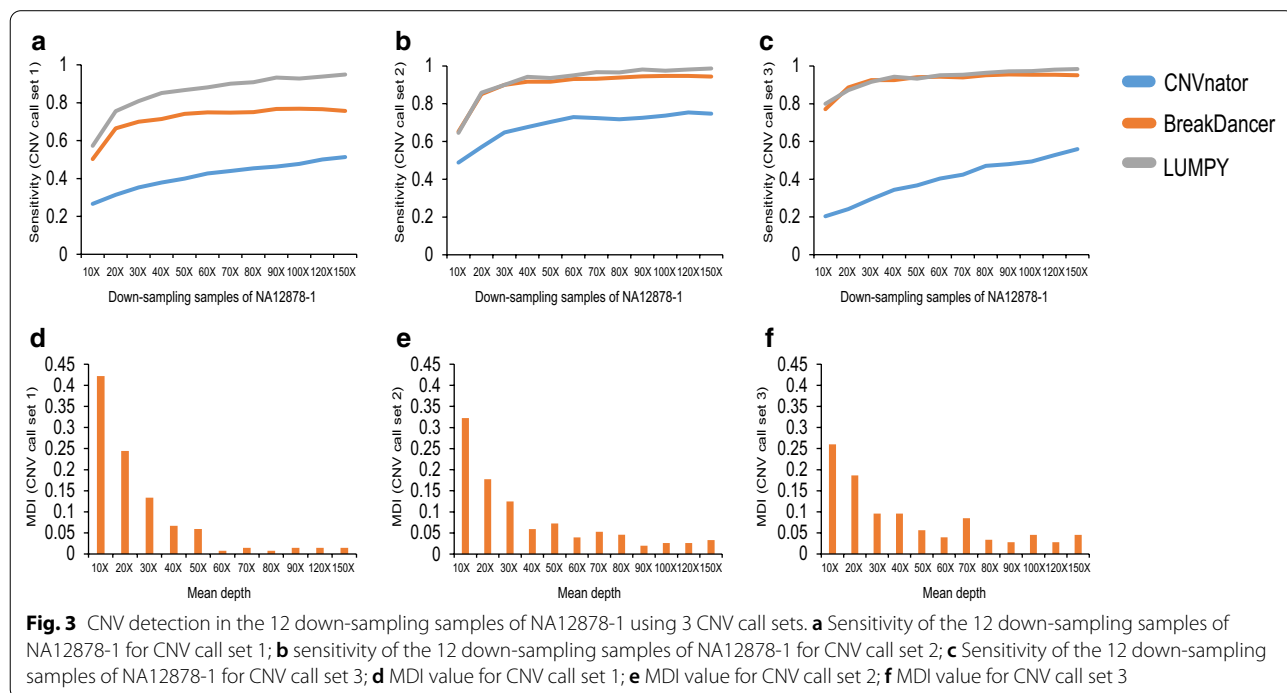 a
Sensitivity (CNV call set 1)
1
0.8
0.6
0.4
0.2
0
10X 20X 30X 40X 50X 60X 70X 80X 90X 100X 120X 150X
Down-sampling samples of NA12878-1
b
Sensitivity (CNV call set 2)
1
0.8
0.6
0.4
0.2
0
10X 20X 30X 40X 50X 60X 70X 80X 90X 100X 120X 150X
Down-sampling samples of NA12878-1
c
Sensitivity (CNV call set 3)
1
0.8
0.6
0.4
0.2
0
10X 20X 30X 40X 50X 60X 70X 80X 90X 100X 120X 150X
Down-sampling samples of NA12878-1
CNVnator
BreakDancer
LUMPY
d
MDI (CNV call set 1)
0.45
0.35
0.35
0.25
0.2
0.15
0.1
0.05
0
10X 20X 30X 40X 50X 60X 70X 80X 90X 100X 120X 150X
Mean depth
e
MDI (CNV call set 2)
0.45
0.35
0.35
0.25
0.2
0.15
0.1
0.05
0
10X 20X 30X 40X 50X 60X 70X 80X 90X 100X 120X 150X
Mean depth
f
MDI (CNV call set 3)
0.45
0.35
0.35
0.25
0.2
0.15
0.1
0.05
0
10X 20X 30X 40X 50X 60X 70X 80X 90X 100X 120X 150X
Mean depth
Fig. 3 CNV detection in the 12 down-sampling samples of NA12878-1 using 3 CNV call sets. a Sensitivity of the 12 down-sampling samples of
NA12878-1 for CNV call set 1; b sensitivity of the 12 down-sampling samples of NA12878-1 for CNV call set 2; c Sensitivity of the 12 down-sampling
samples of NA12878-1 for CNV call set 3; d MDI value for CNV call set 1; e MDI value for CNV call set 2; f MDI value for CNV call set 3